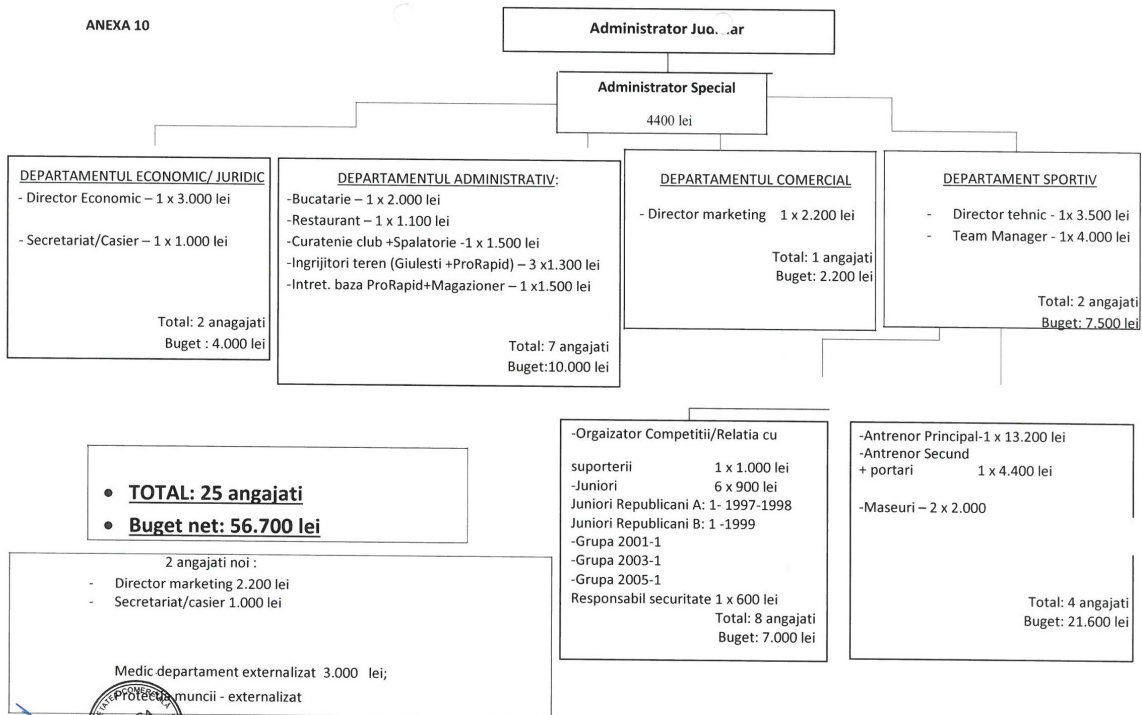 ANEXA 10
Administrator
Administrator Special
4400 lei
DEPARTAMENTUL ECONOMIC/ JURIDIC
- Director Economic – 1 x 3.000 lei
- Secretariat/Casier – 1 x 1.000 lei
Total: 2 anagajati
Buget : 4.000 lei
DEPARTAMENTUL ADMINISTRATIV:
-Bucatarie – 1 x 2.000 lei
-Restaurant – 1 x 1.100 lei
-Curatenie club +Spalatorie -1 x 1.500 lei
-Ingrijitori teren (Giulesti +ProRapid) – 3 x1.300 lei
-Intret. baza ProRapid+Magazioner – 1 x1.500 lei
Total: 7 angajati
Buget:10.000 lei
DEPARTAMENTUL COMERCIAL
- Director marketing 1 x 2.200 lei
Total: 1 angajati
Buget: 2.200 lei
DEPARTAMENT SPORTIV
- Director tehnic - 1x 3.500 lei
- Team Manager - 1x 4.000 lei
Total: 2 angajati
Buget: 7.500 lei
-Orgaizator Competitii/Relatia cu
suporterii 1 x 1.000 lei
-Juniori 6 x 900 lei
Juniori Republicani A: 1- 1997-1998
Juniori Republicani B: 1 -1999
-Grupa 2001-1
-Grupa 2003-1
-Grupa 2005-1
Responsabil securitate 1 x 600 lei
Total: 8 angajati
Buget: 7.000 lei
-Antrenor Principal-1 x 13.200 lei
-Antrenor Secund
+ portari 1 x 4.400 lei
-Maseuri – 2 x 2.000
Total: 4 angajati
Buget: 21.600 lei
• TOTAL: 25 angajati
• Buget net: 56.700 lei
2 angajati noi :
- Director marketing 2.200 lei
- Secretariat/casier 1.000 lei
Medic departament externalizat 3.000 lei;
Protectia muncii - externalizat